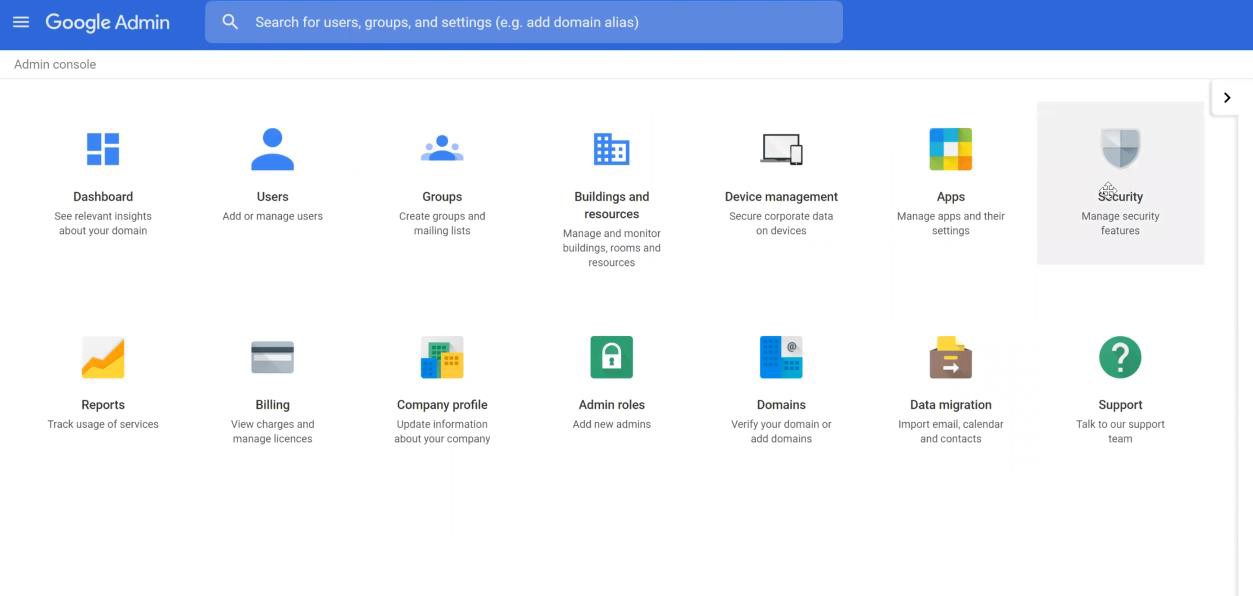 Google Admin
Search for users, groups, and settings (e.g. add domain alias)
Admin console
Dashboard
See relevant insights
about your domain
Users
Add or manage users
Groups
Create groups and
mailing lists
Buildings and
resources
Manage and monitor
buildings, rooms and
resources
Device management
Secure corporate data
on devices
Apps
Manage apps and their
settings
Security
Manage security
features
Reports
Track usage of services
Billing
View charges and
manage licences
Company profile
Update information
about your company
Admin roles
Add new admins
@
Domains
Verify your domain or
add domains
Data migration
Import email, calendar
and contacts
?
Support
Talk to our support
team